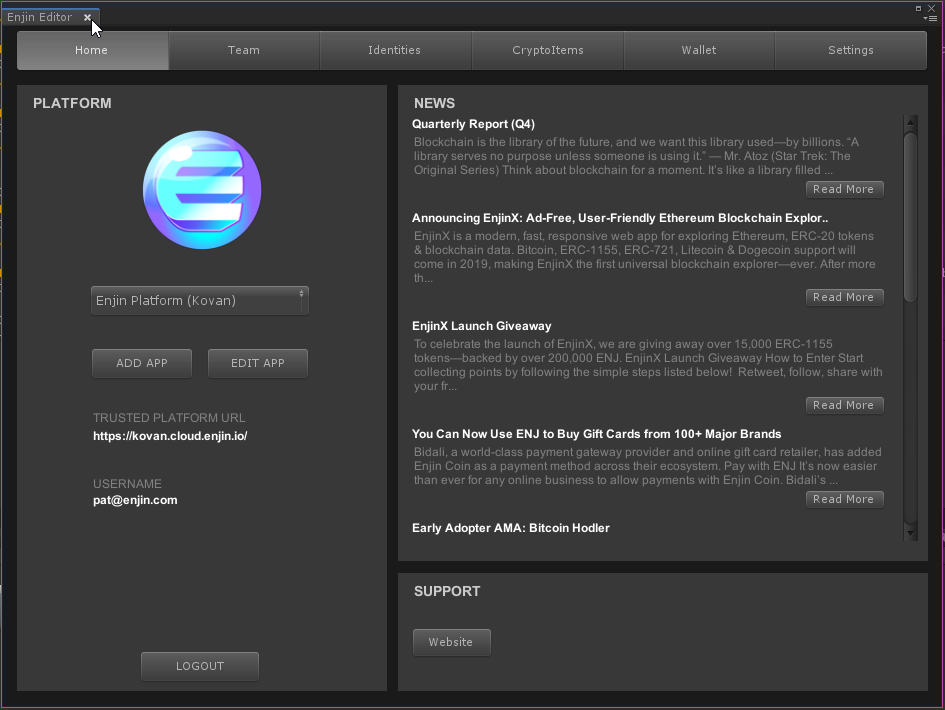 Enjin Editor
Home
Team
Identities
CryptoItems
Wallet
Settings
PLATFORM
Enjin Platform (Kovan)
ADD APP
EDIT APP
TRUSTED PLATFORM URL
https://kovan.cloud.enjin.io/
USERNAME
pat@enjin.com
LOGOUT
NEWS
Quarterly Report (Q4)
Blockchain is the library of the future, and we want this library used—by billions. “A
library serves no purpose unless someone is using it.” — Mr. Atoz (Star Trek: The
Original Series) Think about blockchain for a moment. It’s like a library filled ...
Read More
Announcing EnjinX: Ad-Free, User-Friendly Ethereum Blockchain Explor..
EnjinX is a modern, fast, responsive web app for exploring Ethereum, ERC-20 tokens
& blockchain data. Bitcoin, ERC-1155, ERC-721, Litecoin & Dogecoin support will
come in 2019, making EnjinX the first universal blockchain explorer—ever. After more
th...
Read More
EnjinX Launch Giveaway
To celebrate the launch of EnjinX, we are giving away over 15,000 ERC-1155
tokens—backed by over 200,000 ENJ. EnjinX Launch Giveaway How to Enter Start
collecting points by following the simple steps listed below!  Retweet, follow, share with
your fr...
Read More
You Can Now Use ENJ to Buy Gift Cards from 100+ Major Brands
Bidali, a world-class payment gateway provider and online gift card retailer, has added
Enjin Coin as a payment method across their ecosystem. Pay with ENJ It’s now easier
than ever for any online business to allow payments with Enjin Coin. Bidali’s ...
Read More
Early Adopter AMA: Bitcoin Hodler
SUPPORT
Website